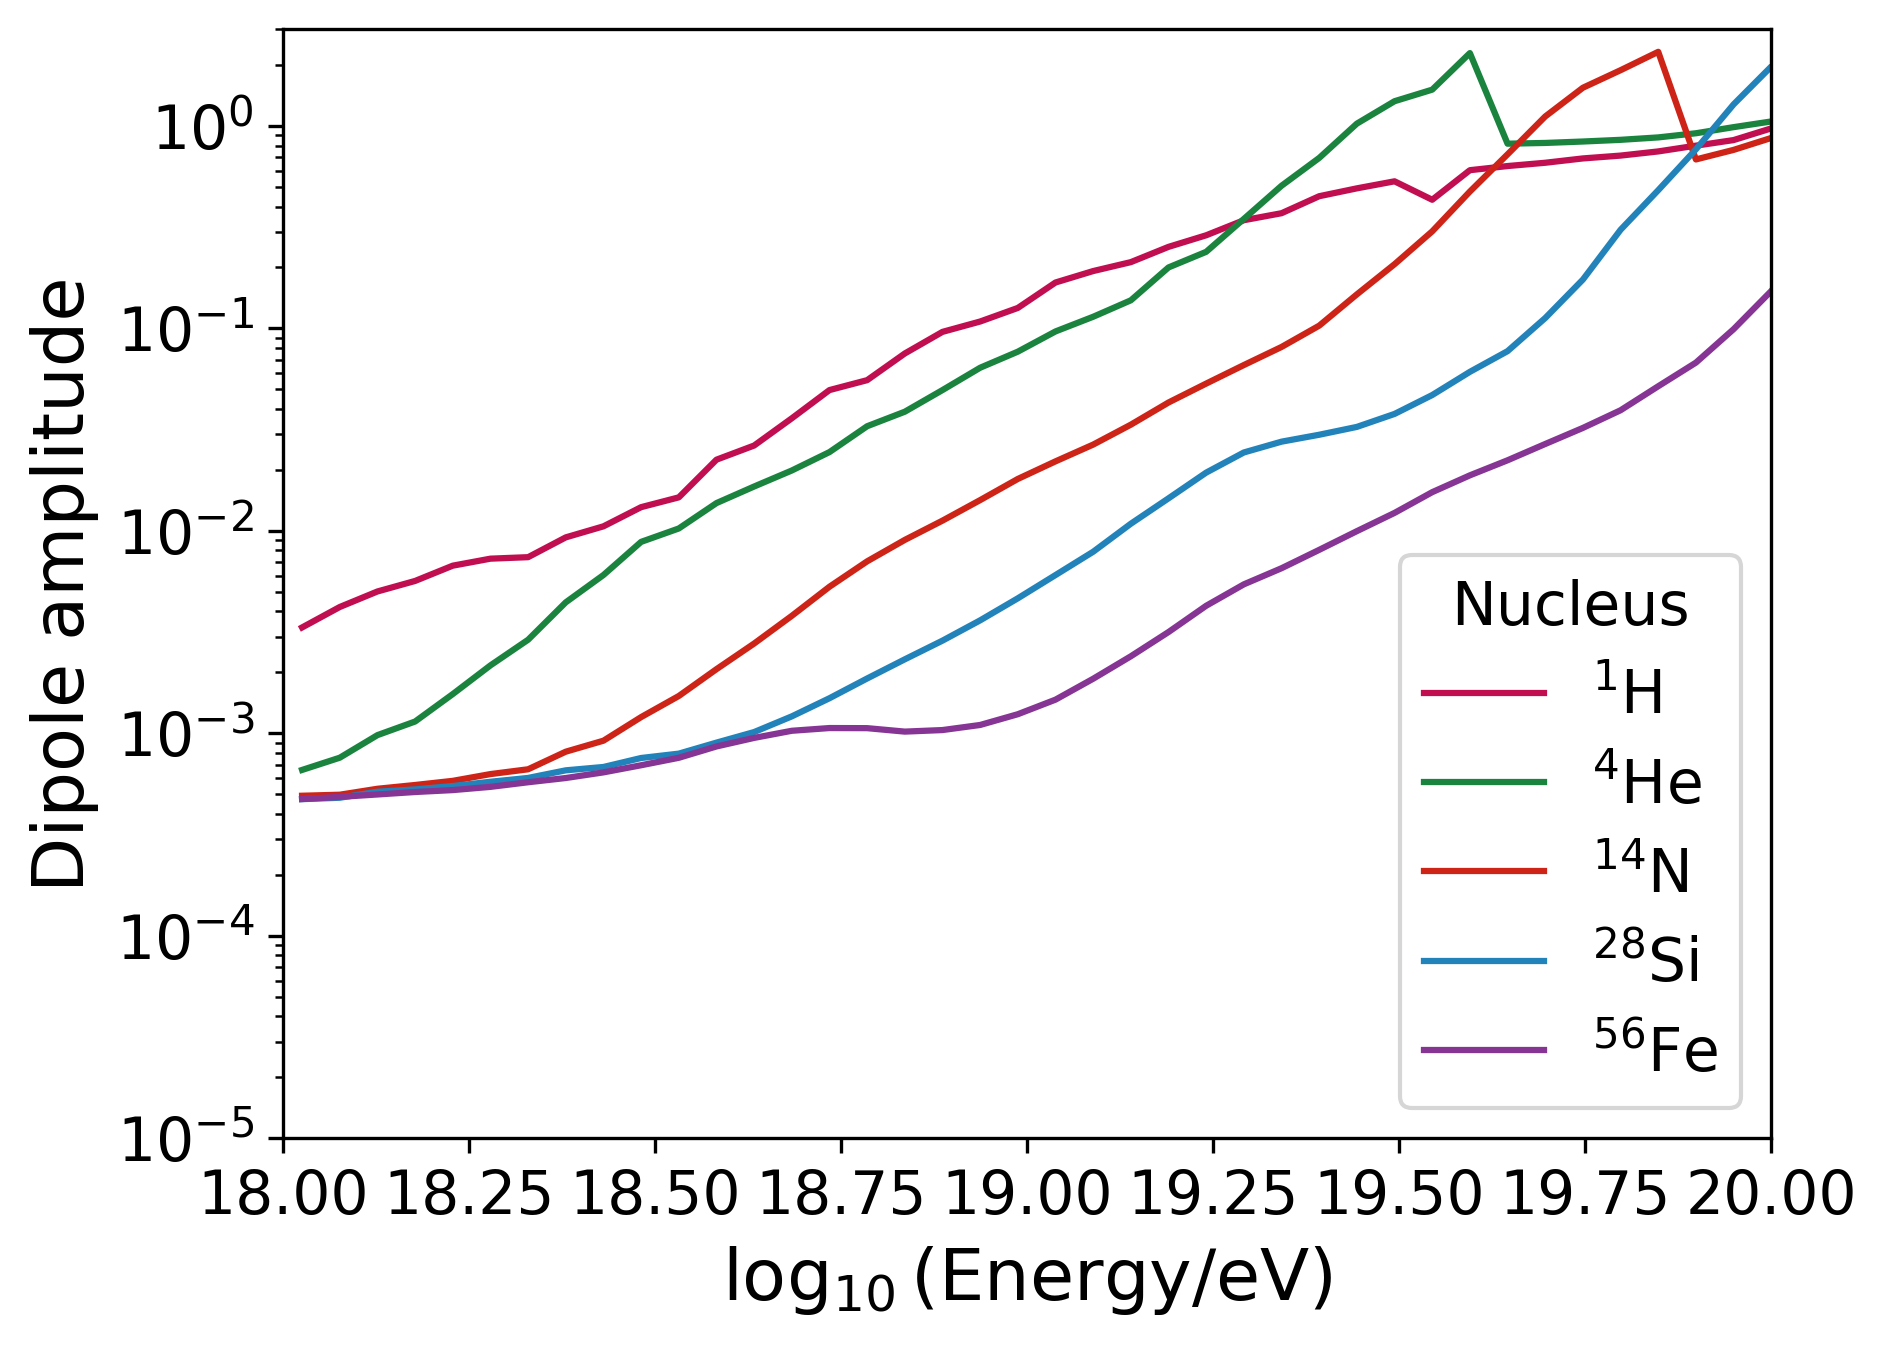 Dipole amplitude
10⁰
10⁻¹
10⁻²
10⁻³
10⁻⁴
10⁻⁵
18.00 18.25 18.50 18.75 19.00 19.25 19.50 19.75 20.00
log₁₀ (Energy/eV)
Nucleus
¹H
⁴He
¹⁴N
²⁸Si
⁵⁶Fe